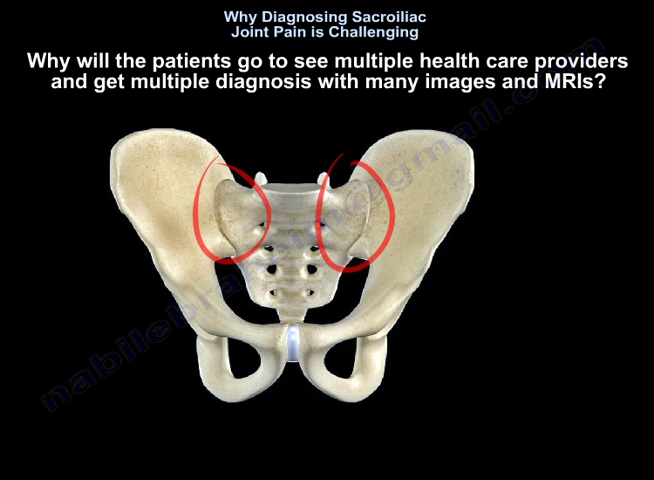 Why Diagnosing Sacroiliac
Joint Pain is Challenging
Why will the patients go to see multiple health care providers
and get multiple diagnosis with many images and MRIs?